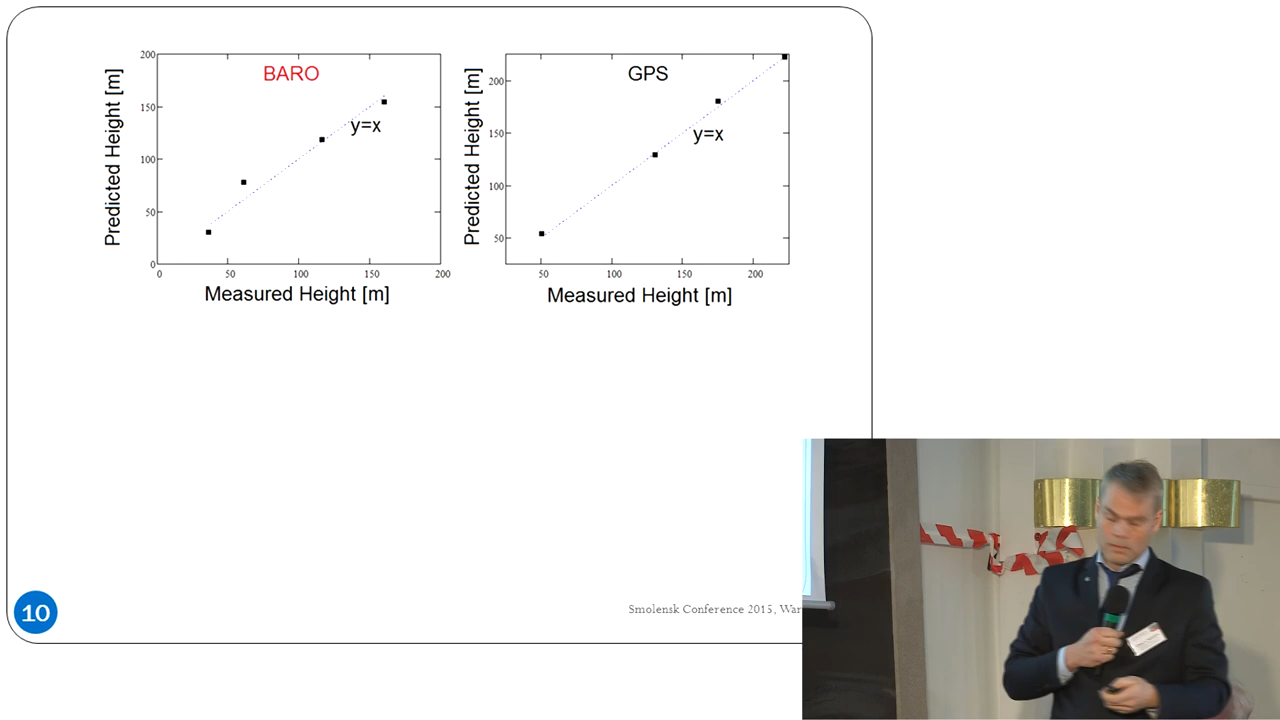 BARO
Predicted Height [m]
200
150
100
50
0
y=x
0 50 100 150 200
Measured Height [m]
GPS
Predicted Height [m]
200
150
100
50
y=x
50 100 150 200
Measured Height [m]
10
Smolensk Conference 2015,